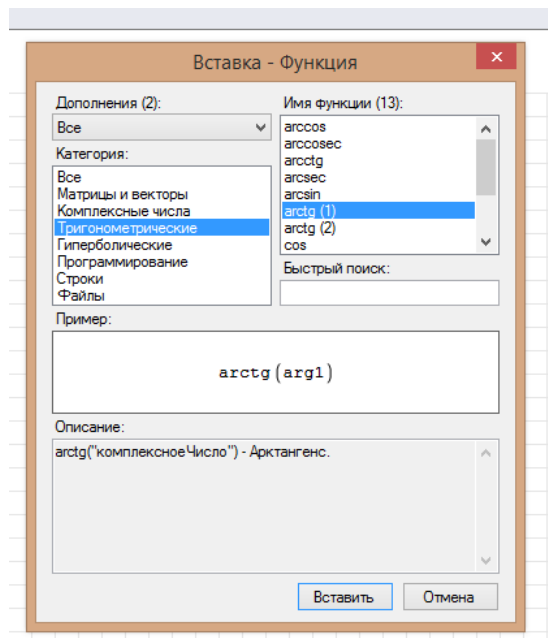 Вставка - Функция
Дополнения (2):
Все
Категория:
Все
Матрицы и векторы
Комплексные числа
Тригонометрические
Гиперболические
Программирование
Строки
Файлы
Имя функции (13):
arccos
arccosec
arcctg
arcsec
arcsin
arctg (1)
arctg (2)
cos
Быстрый поиск:
Пример:
arctg(arg1)
Описание:
arctg("комплексноеЧисло") - Арктангенс.
Вставить
Отмена